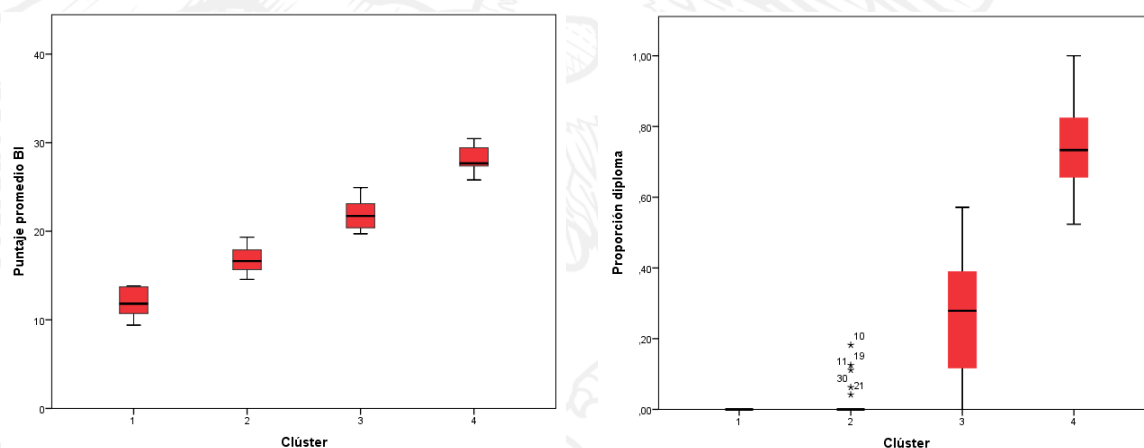 40
30
20
10
0
Puntaje promedio BI
1 2 3 4
Clúster
1,00
,80
,60
,40
,20
,00
Proporción diploma
10
19
11
30
21
1 2 3 4
Clúster